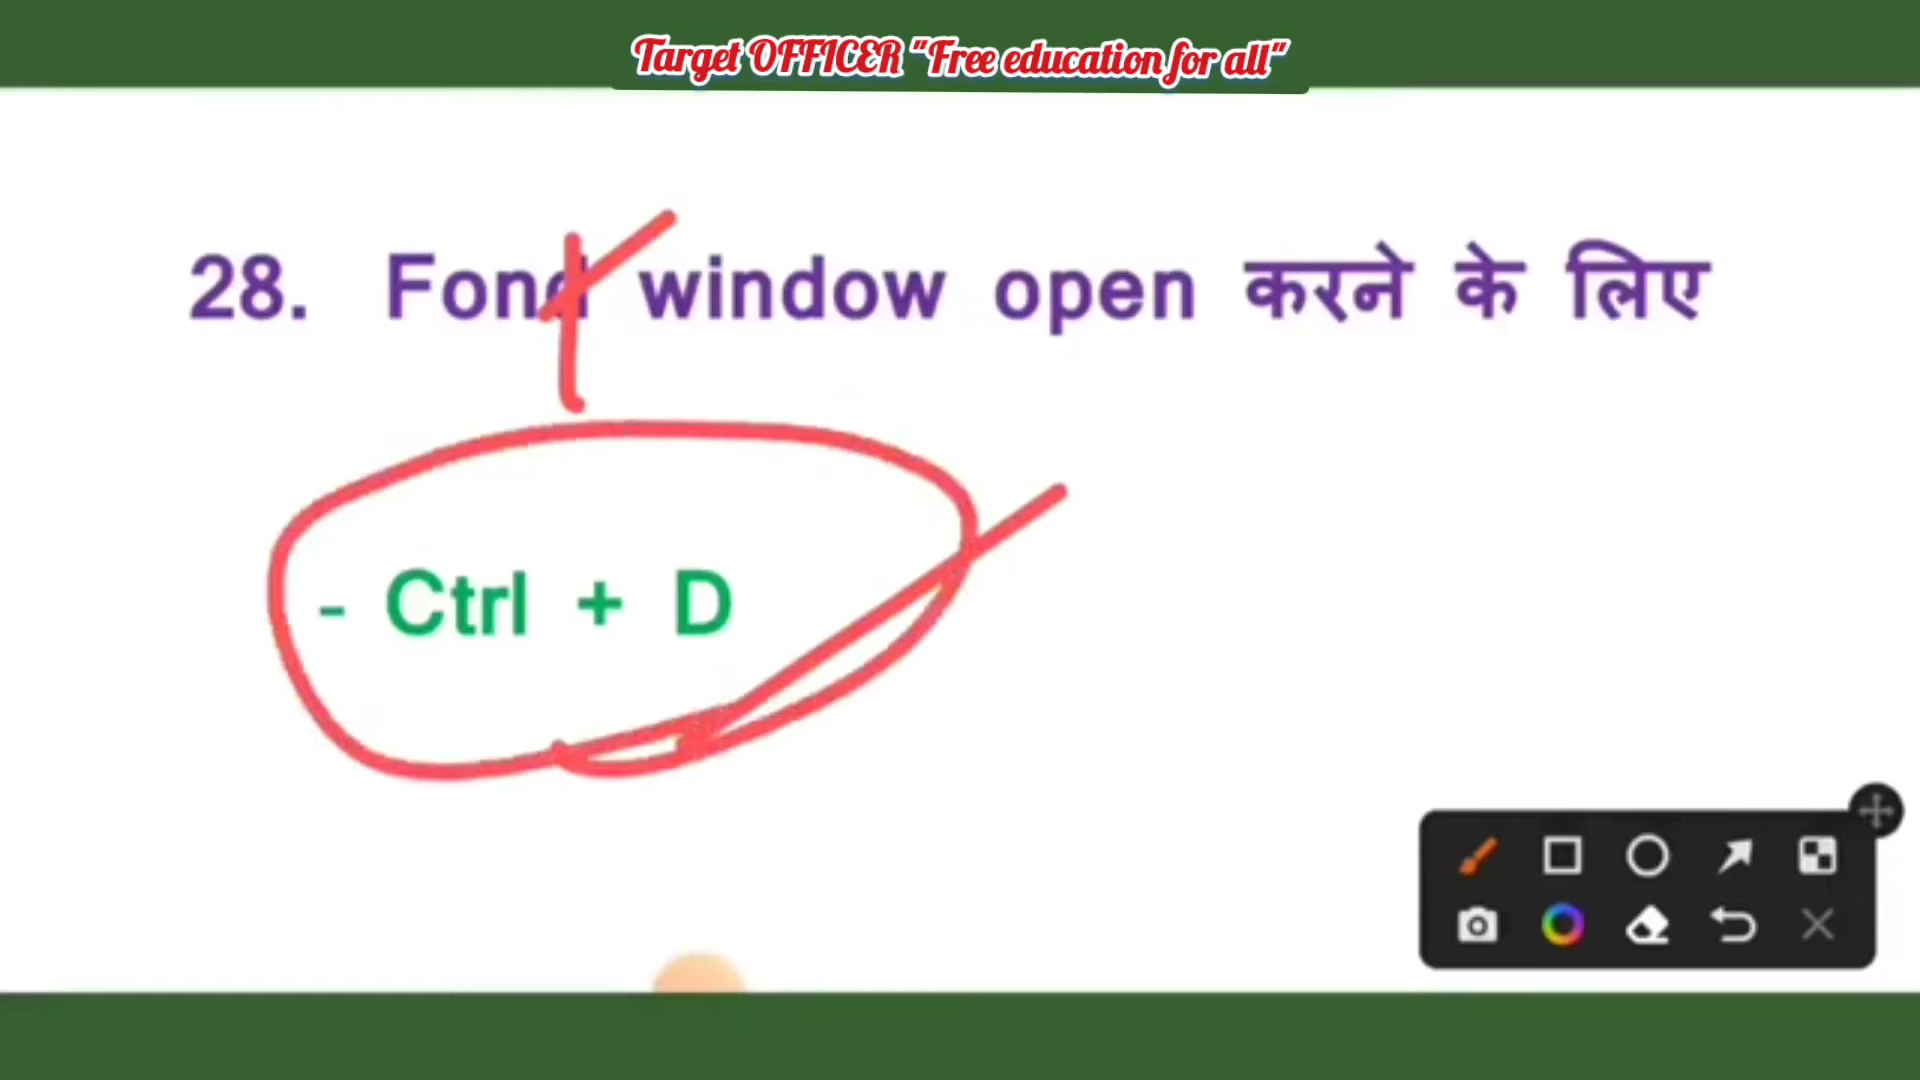 Target OFFICER "Free education for all"
28. Fond window open करने के लिए
- Ctrl + D